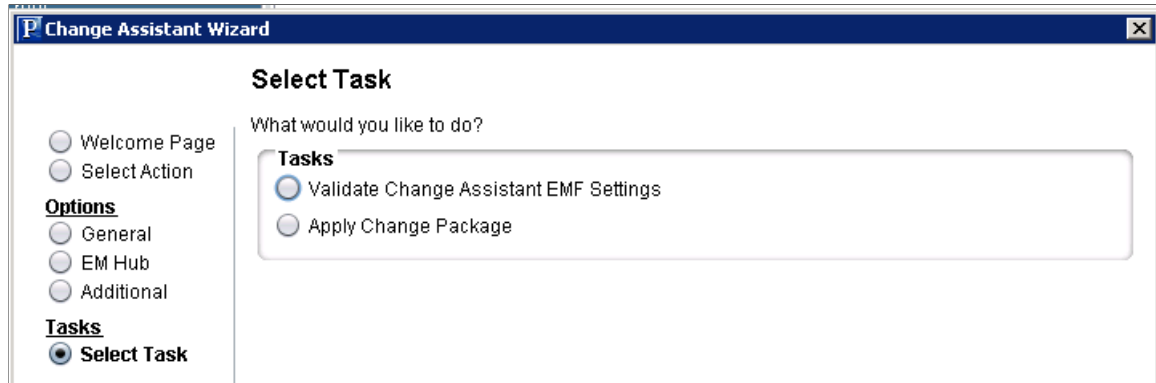 Change Assistant Wizard
Select Task
What would you like to do?
Welcome Page
Select Action
Options
General
EM Hub
Additional
Tasks
Select Task
Tasks
Validate Change Assistant EMF Settings
Apply Change Package